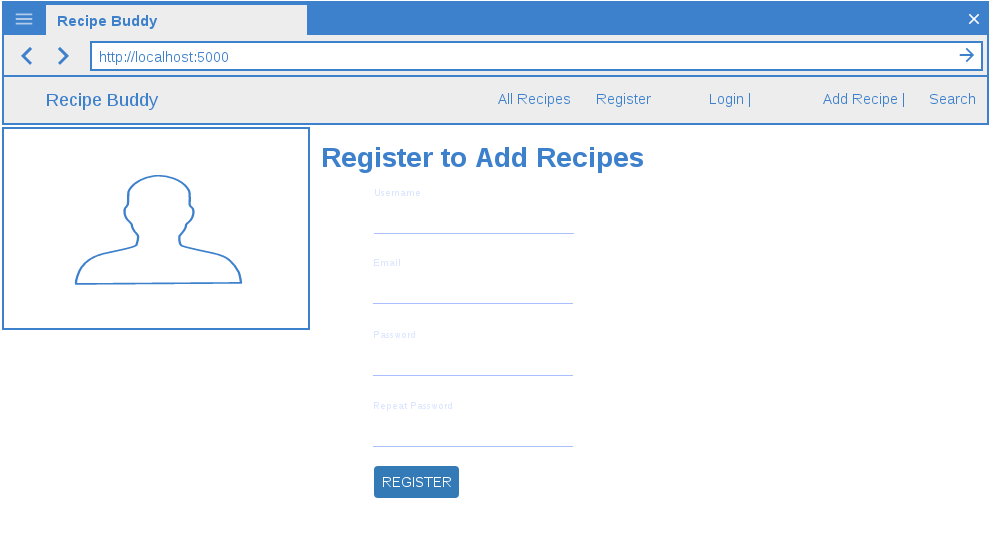 Recipe Buddy
http://localhost:5000
Recipe Buddy All Recipes Register Login | Add Recipe | Search
Register to Add Recipes
Username
Email
Password
Repeat Password
REGISTER